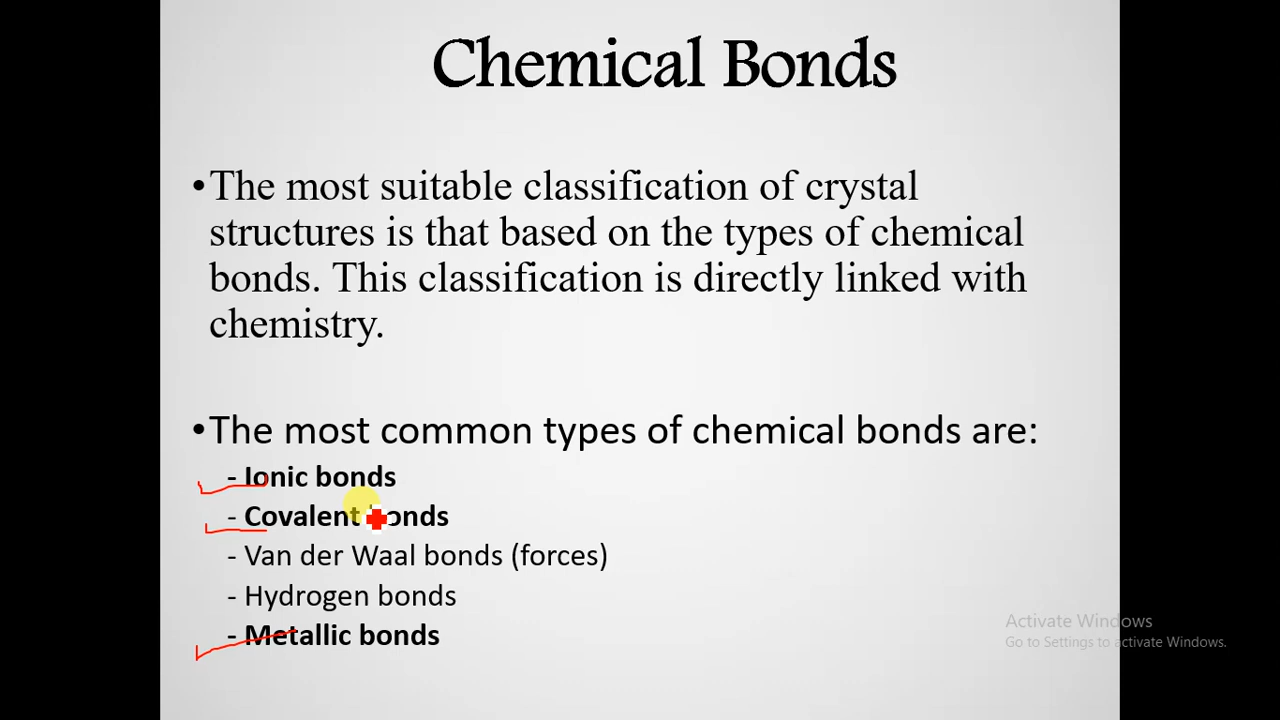 Chemical Bonds
•The most suitable classification of crystal
structures is that based on the types of chemical
bonds. This classification is directly linked with
chemistry.
•The most common types of chemical bonds are:
- Ionic bonds
- Covalent bonds
- Van der Waal bonds (forces)
- Hydrogen bonds
- Metallic bonds
Activate Windows
Go to Settings to activate Windows.